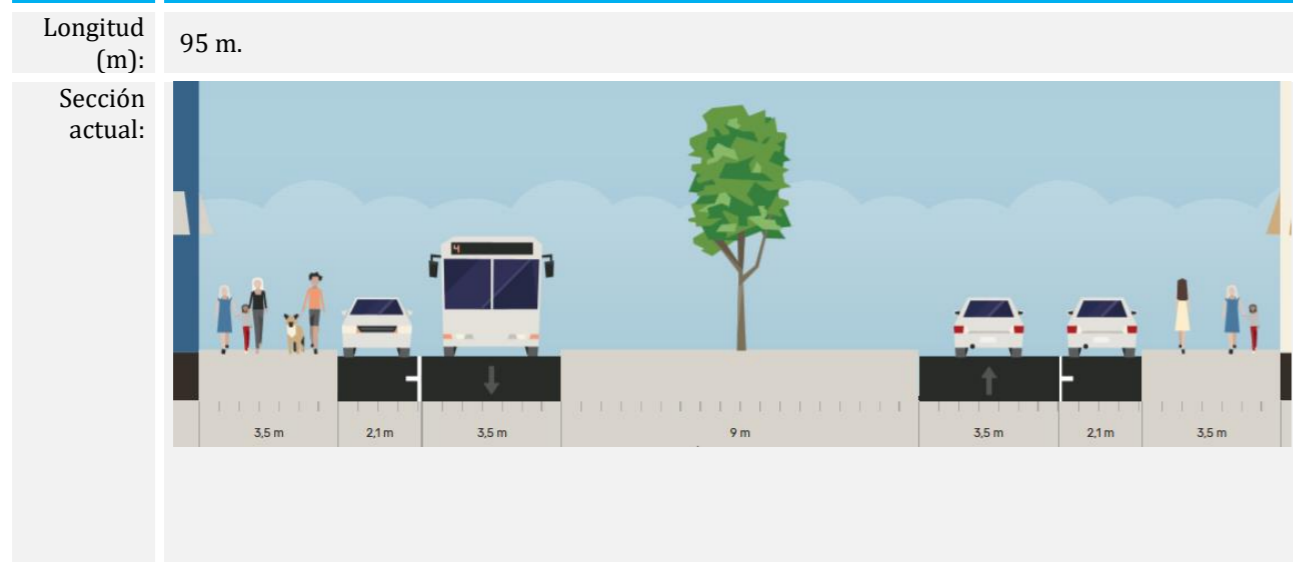 Longitud
(m):
95 m.
Sección
actual:
4
3,5 m
2,1 m
3,5 m
9 m
3,5 m
2,1 m
3,5 m